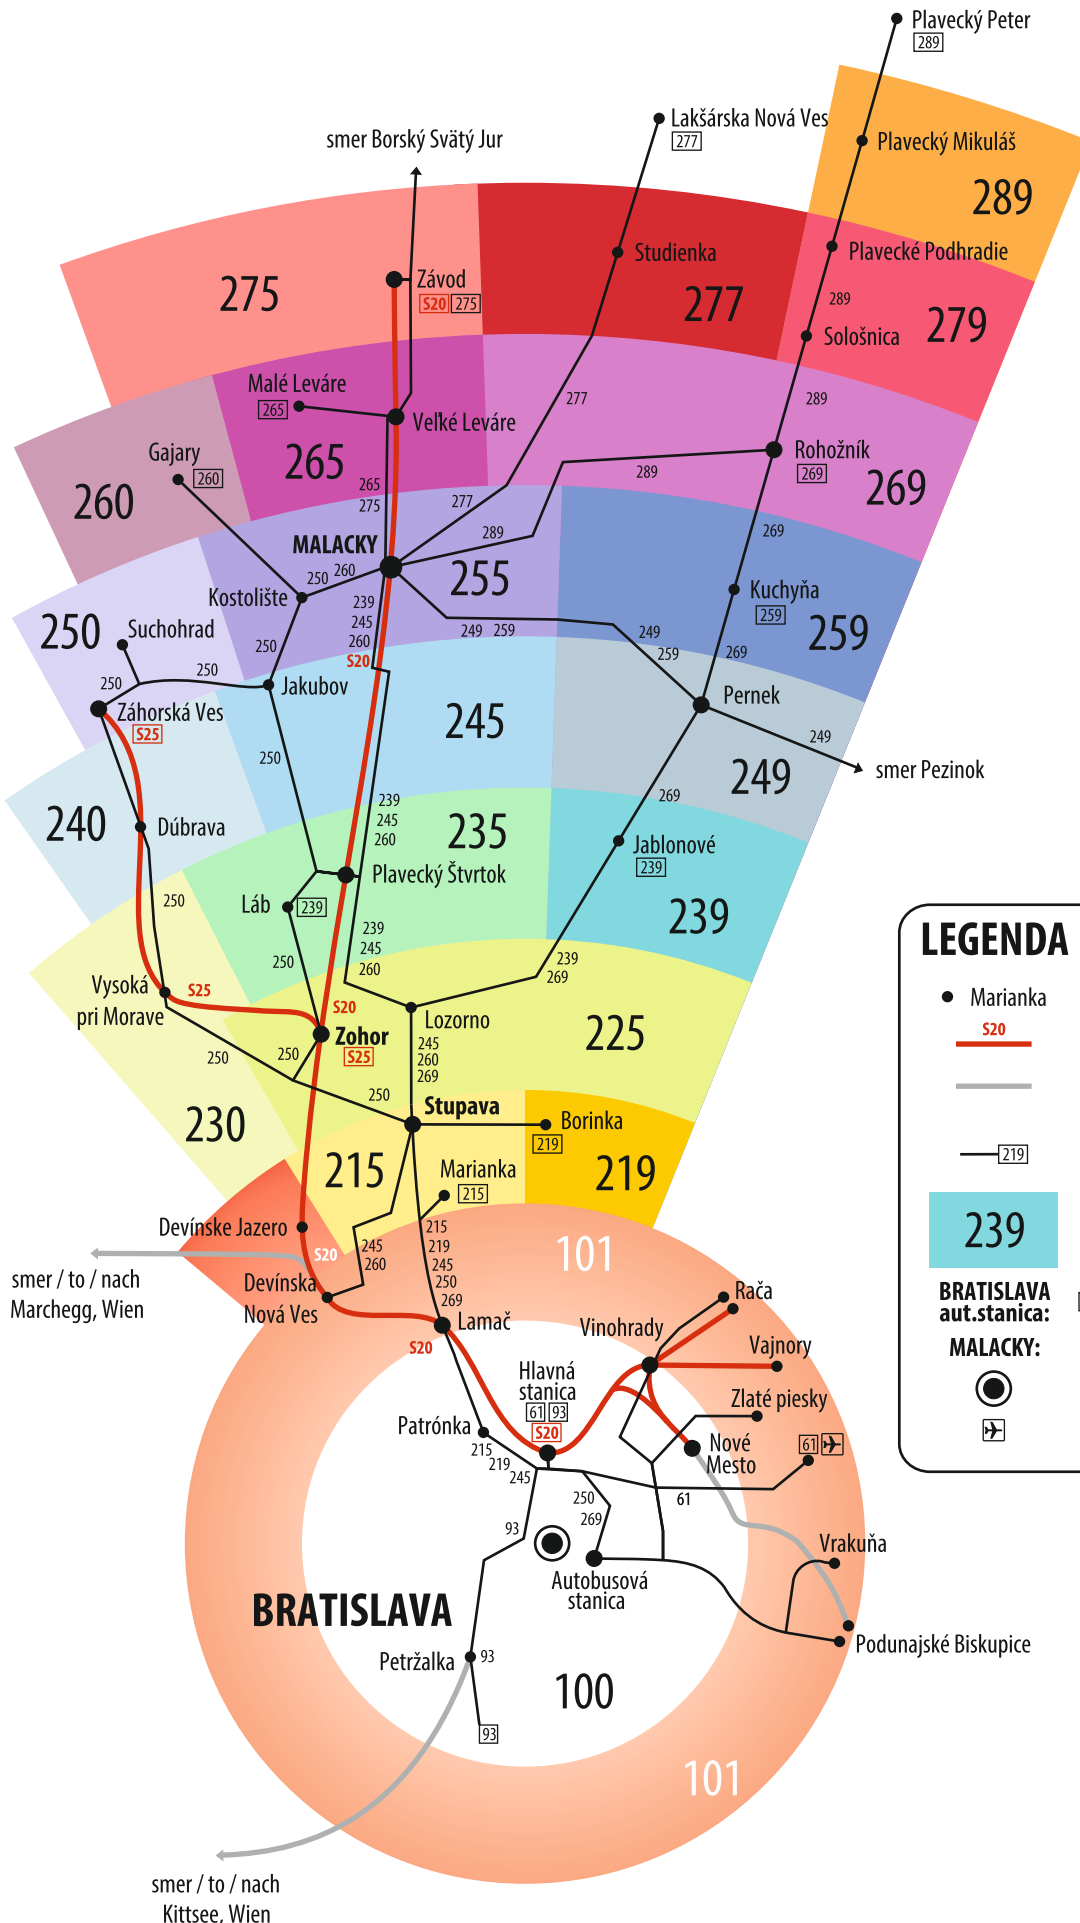 Plavecký Peter
289
Lakšárska Nová Ves
277
smer Borský Svätý Jur
Plavecký Mikuláš
289
Studienka
Plavecké Podhradie
Závod
S20 275
275
277
289
279
Sološnica
Malé Leváre
265
Veľké Leváre
277
289
Rohožník
269
Gajary
260
265
289
269
260
265
275
277
289
269
MALACKY
250 260
255
Kuchyňa
259
Kostolište
239
245
260
S20
249 259
249
259
269
259
250
Suchohrad
250
250
250
Jakubov
Pernek
Záhorská Ves
S25
245
249
smer Pezinok
250
249
269
239
245
260
240
Dúbrava
235
Jablonové
239
Plavecký Štvrtok
250
Láb
239
239
LEGENDA
239
245
260
239
269
250
Vysoká
pri Morave
S25
S20
Marianka
S20
Lozorno
Zohor
S25
225
245
260
269
250
250
250
Stupava
230
Borinka
219
219
215
Marianka
215
219
Devínske Jazero
S20
245
260
215
219
245
250
269
101
239
smer / to / nach
Marchegg, Wien
Devínska
Nová Ves
BRATISLAVA
aut.stanica:
MALACKY:
Rača
Lamač
S20
Vinohrady
Vajnory
Hlavná
stanica
61 93
S20
Zlaté piesky
Patrónka
215
219
245
Nové
Mesto
61
250
269
61
93
Vrakuňa
Autobusová
stanica
BRATISLAVA
Podunajské Biskupice
Petržalka
93
100
93
101
smer / to / nach
Kittsee, Wien